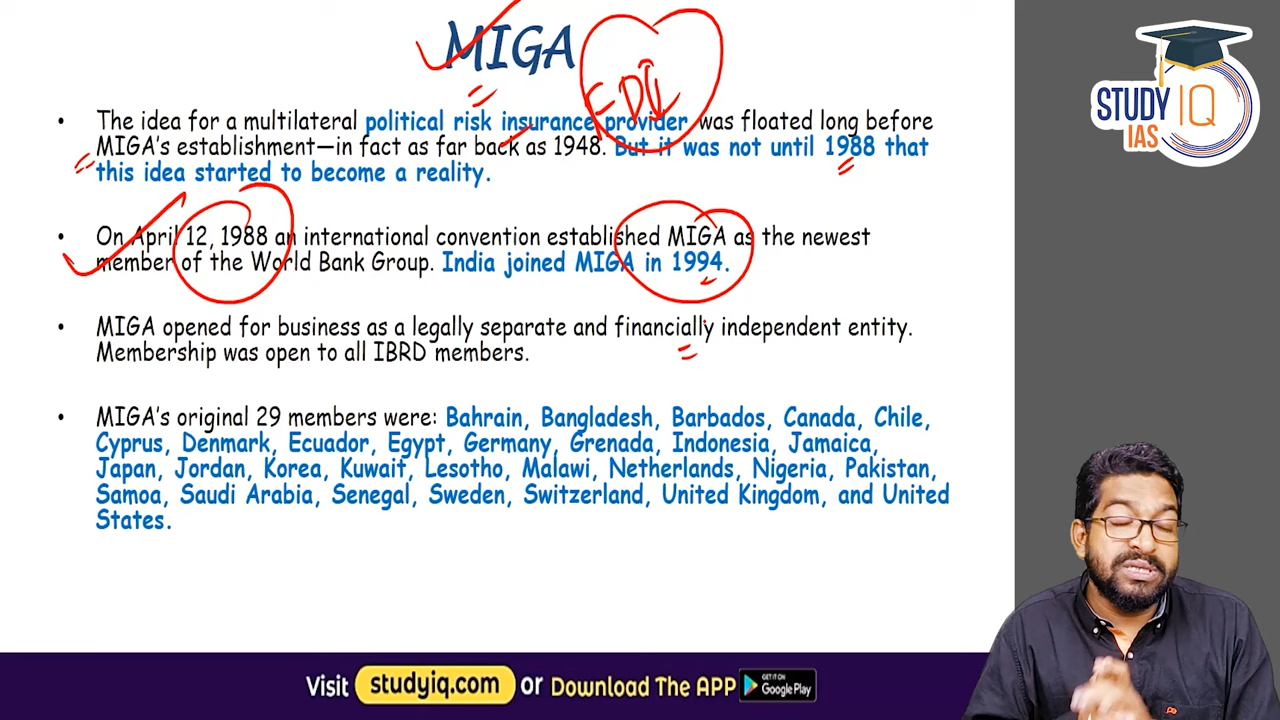 MIGA
FDI
STUDY IQ
IAS
• The idea for a multilateral political risk insurance provider was floated long before
MIGA's establishment—in fact as far back as 1948. But it was not until 1988 that
this idea started to become a reality.
• On April 12, 1988 an international convention established MIGA as the newest
member of the World Bank Group. India joined MIGA in 1994.
• MIGA opened for business as a legally separate and financially independent entity.
Membership was open to all IBRD members.
• MIGA's original 29 members were: Bahrain, Bangladesh, Barbados, Canada, Chile,
Cyprus, Denmark, Ecuador, Egypt, Germany, Grenada, Indonesia, Jamaica,
Japan, Jordan, Korea, Kuwait, Lesotho, Malawi, Netherlands, Nigeria, Pakistan,
Samoa, Saudi Arabia, Senegal, Sweden, Switzerland, United Kingdom, and United
States.
Visit studyiq.com or Download The APP GET IT ON Google Play